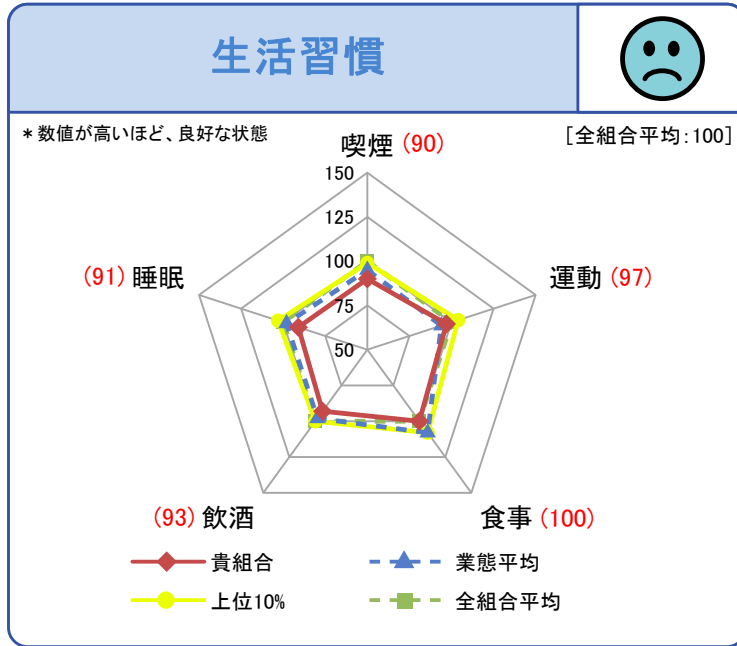 生活習慣
* 数値が高いほど、良好な状態
[全組合平均:100]
喫煙 (90)
150
125
100
75
50
(91) 睡眠
運動 (97)
(93) 飲酒
食事 (100)
貴組合
業態平均
上位10%
全組合平均